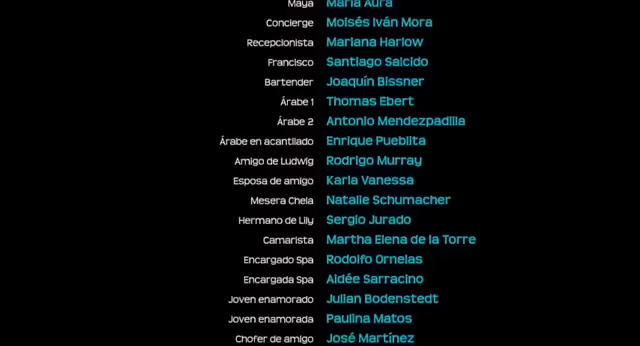 Maya María Aura
Concierge Moisés Iván Mora
Recepcionista Mariana Harlow
Francisco Santiago Salcido
Bartender Joaquín Bissner
Árabe 1 Thomas Ebert
Árabe 2 Antonio Mendezpadilla
Árabe en acantilado Enrique Pueblita
Amigo de Ludwig Rodrigo Murray
Esposa de amigo Karla Vanessa
Mesera Chela Natalie Schumacher
Hermano de Lily Sergio Jurado
Camarista Martha Elena de la Torre
Encargado Spa Rodolfo Ornelas
Encargada Spa Aidée Sarracino
Joven enamorado Julian Bodenstedt
Joven enamorada Paulina Matos
Chofer de amigo José Martínez